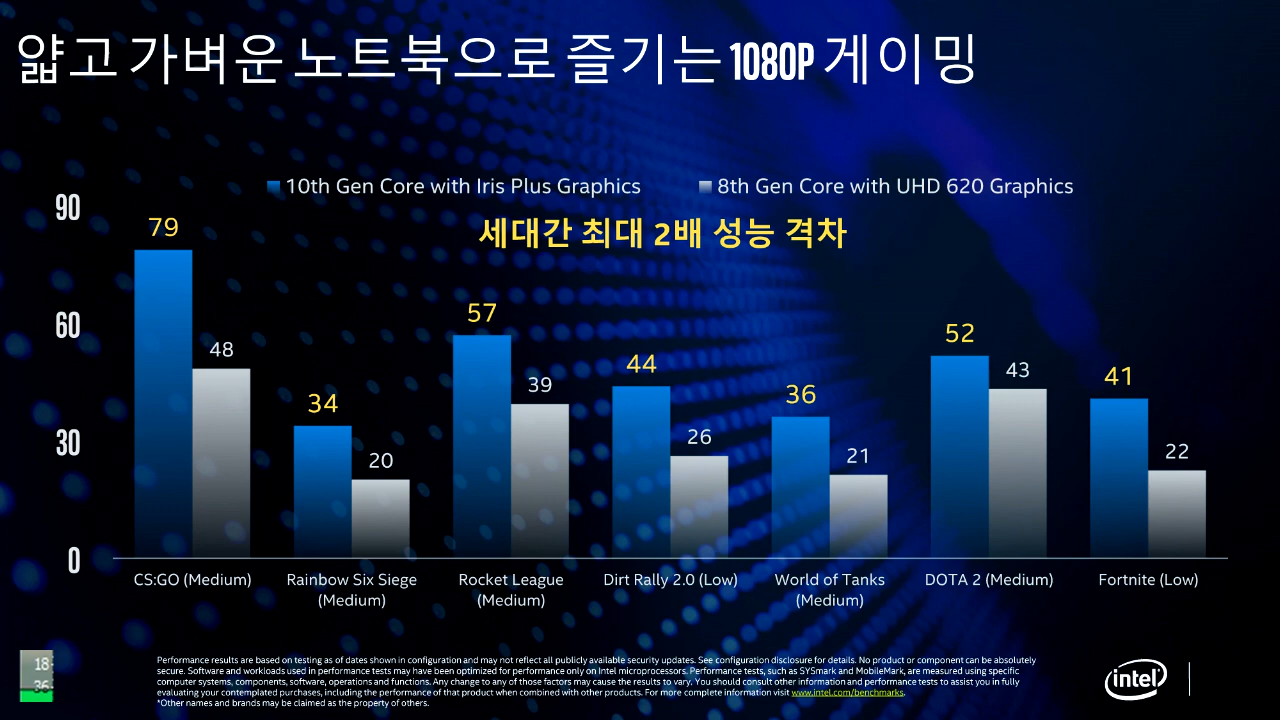 얇고 가벼운 노트북으로 즐기는 1080P 게이밍
10th Gen Core with Iris Plus Graphics
8th Gen Core with UHD 620 Graphics
세대간 최대 2배 성능 격차
90
60
30
0
79
48
34
20
57
39
44
26
36
21
52
43
41
22
CS:GO (Medium)
Rainbow Six Siege
(Medium)
Rocket League
(Medium)
Dirt Rally 2.0 (Low)
World of Tanks
(Medium)
DOTA 2 (Medium)
Fortnite (Low)
18
36
Performance results are based on testing as of dates shown in configuration and may not reflect all publicly available security updates. See configuration disclosure for details. No product or component can be absolutely
secure. Software and workloads used in performance tests may have been optimized for performance only on Intel microprocessors. Performance tests, such as SYSmark and MobileMark, are measured using specific
computer systems, components, software, operations and functions. Any change to any of those factors may cause the results to vary. You should consult other information and performance tests to assist you in fully
evaluating your contemplated purchases, including the performance of that product when combined with other products. For more complete information visit www.intel.com/benchmarks.
*Other names and brands may be claimed as the property of others.
intel